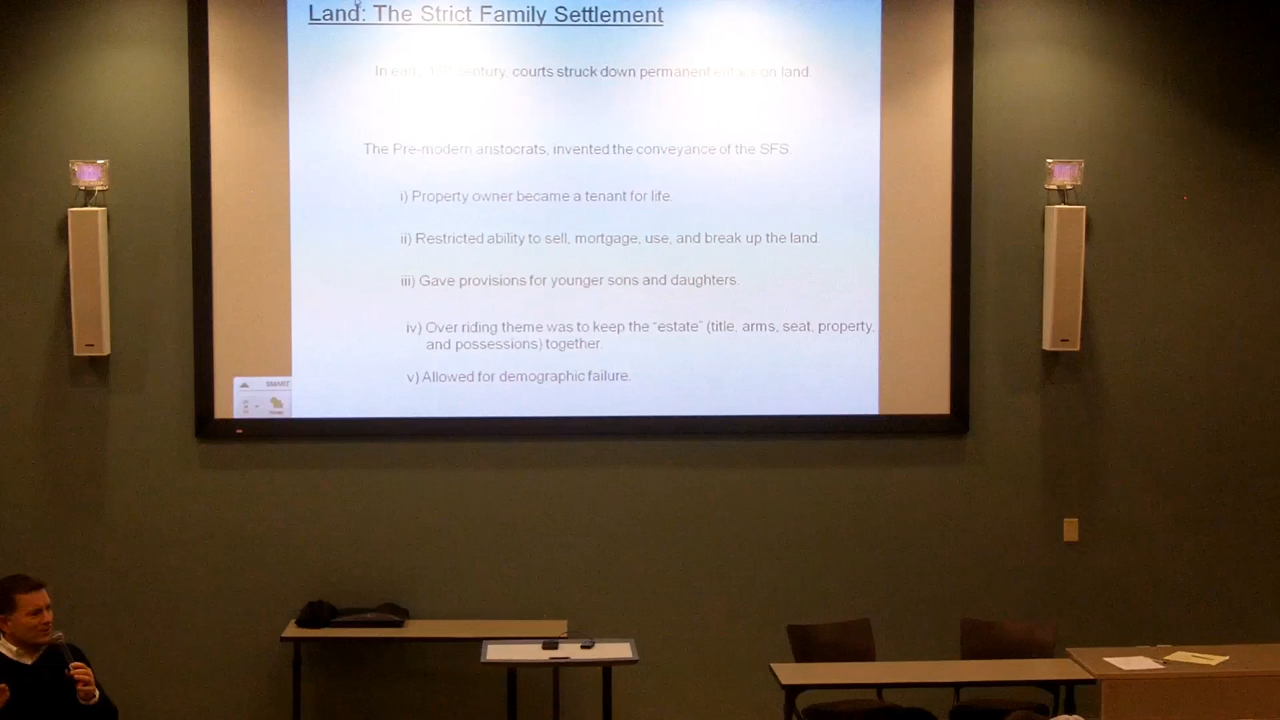 Land: The Strict Family Settlement
In century, courts struck down permanent on land.
The Pre-modern aristocrats, invented the conveyance of the SFS.
i) Property owner became a tenant for life.
ii) Restricted ability to sell, mortgage, use, and break up the land.
iii) Gave provisions for younger sons and daughters.
iv) Over riding theme was to keep the "estate" (title, arms, seat, property,
and possessions) together.
v) Allowed for demographic failure.
SMART